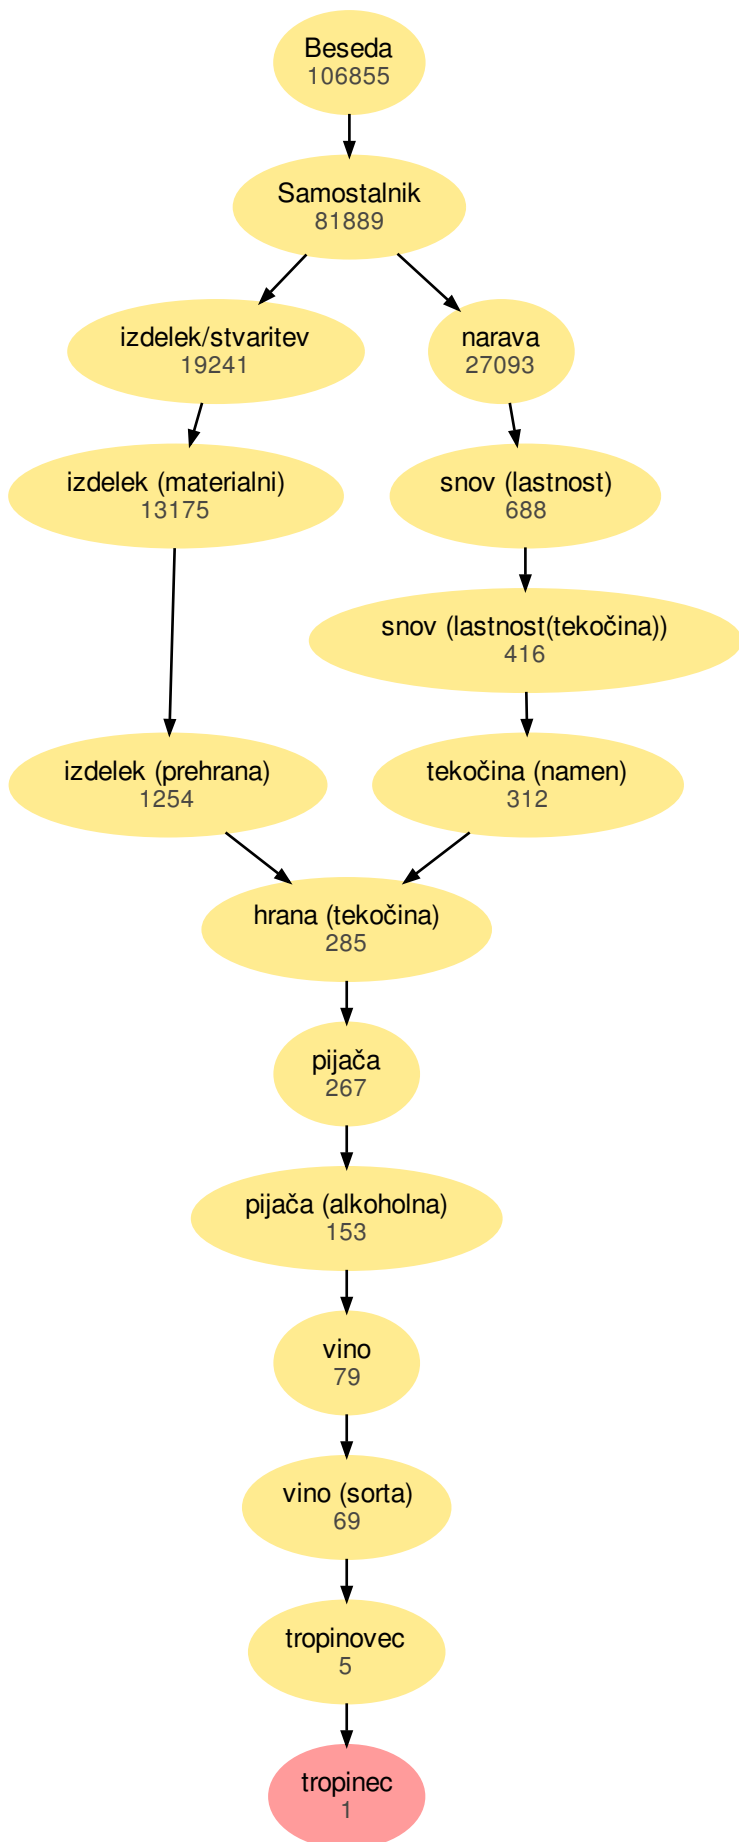 Beseda
106855
Samostalnik
81889
izdelek/stvaritev
19241
narava
27093
izdelek (materialni)
13175
snov (lastnost)
688
snov (lastnost(tekočina))
416
izdelek (prehrana)
1254
tekočina (namen)
312
hrana (tekočina)
285
pijača
267
pijača (alkoholna)
153
vino
79
vino (sorta)
69
tropinovec
5
tropinec
1